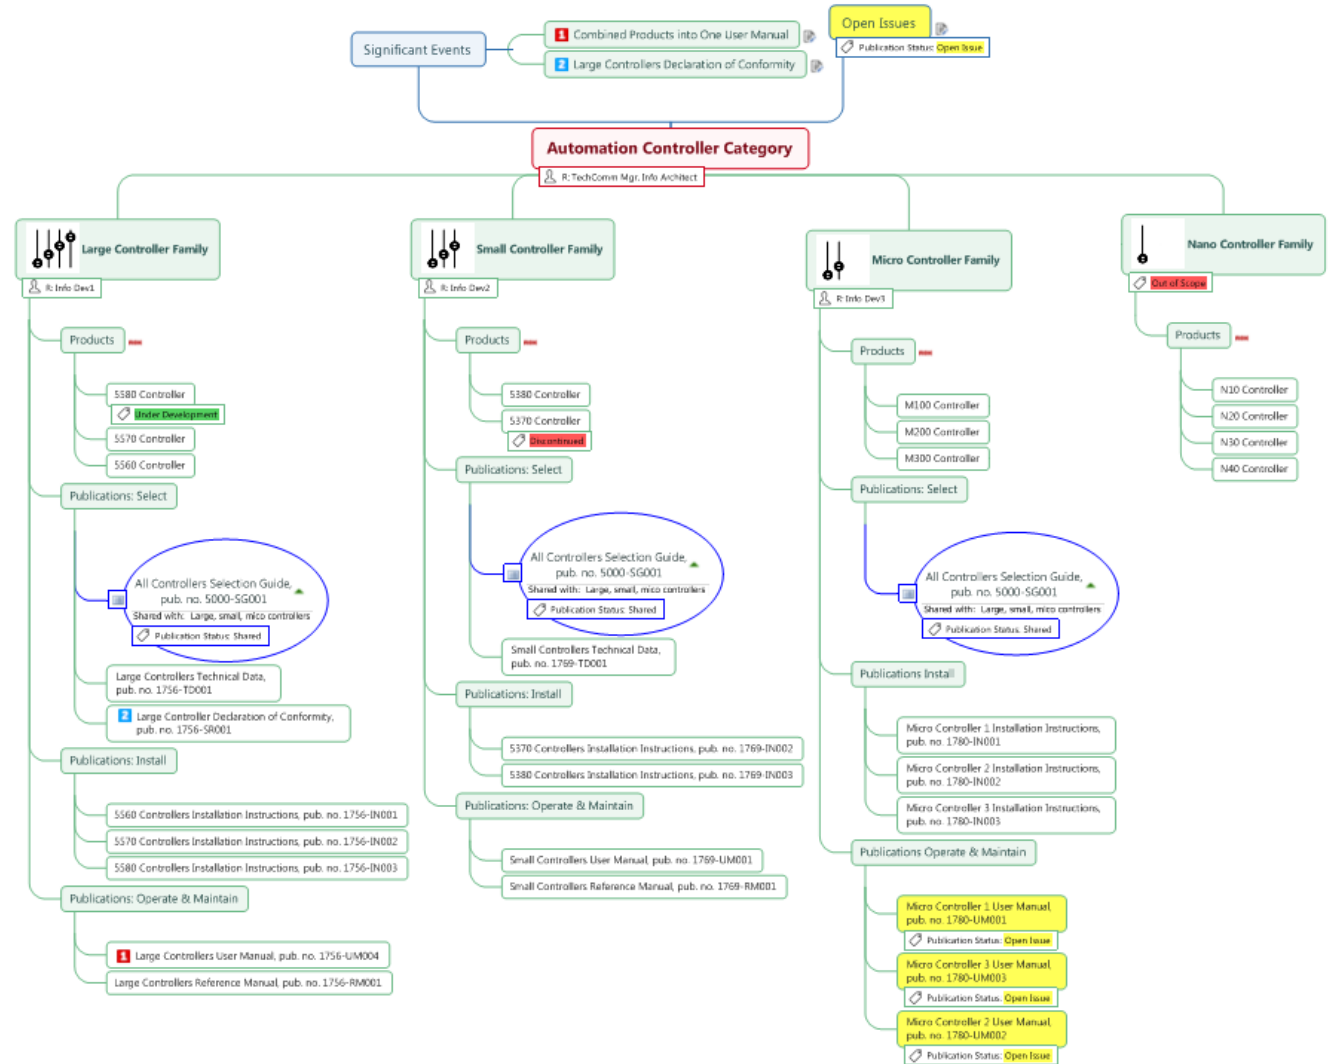 Significant Events
1 Combined Products into One User Manual
2 Large Controllers Declaration of Conformity
Open Issues
Publication Status: Open Issue
Automation Controller Category
R: TechComm Mgr. Info Architect
Large Controller Family
R: Info Dev1
Products
5580 Controller
Under Development
5570 Controller
5560 Controller
Publications: Select
All Controllers Selection Guide,
pub. no. 5000-SG001
Shared with: Large, small, mico controllers
Publication Status: Shared
Large Controllers Technical Data,
pub. no. 1756-TD001
2 Large Controller Declaration of Conformity,
pub. no. 1756-SR001
Publications: Install
5560 Controllers Installation Instructions, pub. no. 1756-IN001
5570 Controllers Installation Instructions, pub. no. 1756-IN002
5580 Controllers Installation Instructions, pub. no. 1756-IN003
Publications: Operate & Maintain
1 Large Controllers User Manual, pub. no. 1756-UM004
Large Controllers Reference Manual, pub. no. 1756-RM001
Small Controller Family
R: Info Dev2
Products
5380 Controller
5370 Controller
Discontinued
Publications: Select
All Controllers Selection Guide,
pub. no. 5000-SG001
Shared with: Large, small, mico controllers
Publication Status: Shared
Small Controllers Technical Data,
pub. no. 1769-TD001
Publications: Install
5370 Controllers Installation Instructions, pub. no. 1769-IN002
5380 Controllers Installation Instructions, pub. no. 1769-IN003
Publications: Operate & Maintain
Small Controllers User Manual, pub. no. 1769-UM001
Small Controllers Reference Manual, pub. no. 1769-RM001
Micro Controller Family
R: Info Dev3
Products
M100 Controller
M200 Controller
M300 Controller
Publications: Select
All Controllers Selection Guide,
pub. no. 5000-SG001
Shared with: Large, small, mico controllers
Publication Status: Shared
Publications Install
Micro Controller 1 Installation Instructions,
pub. no. 1780-IN001
Micro Controller 2 Installation Instructions,
pub. no. 1780-IN002
Micro Controller 3 Installation Instructions,
pub. no. 1780-IN003
Publications Operate & Maintain
Micro Controller 1 User Manual,
pub. no. 1780-UM001
Publication Status: Open Issue
Micro Controller 3 User Manual,
pub. no. 1780-UM003
Publication Status: Open Issue
Micro Controller 2 User Manual,
pub. no. 1780-UM002
Publication Status: Open Issue
Nano Controller Family
Out of Scope
Products
N10 Controller
N20 Controller
N30 Controller
N40 Controller